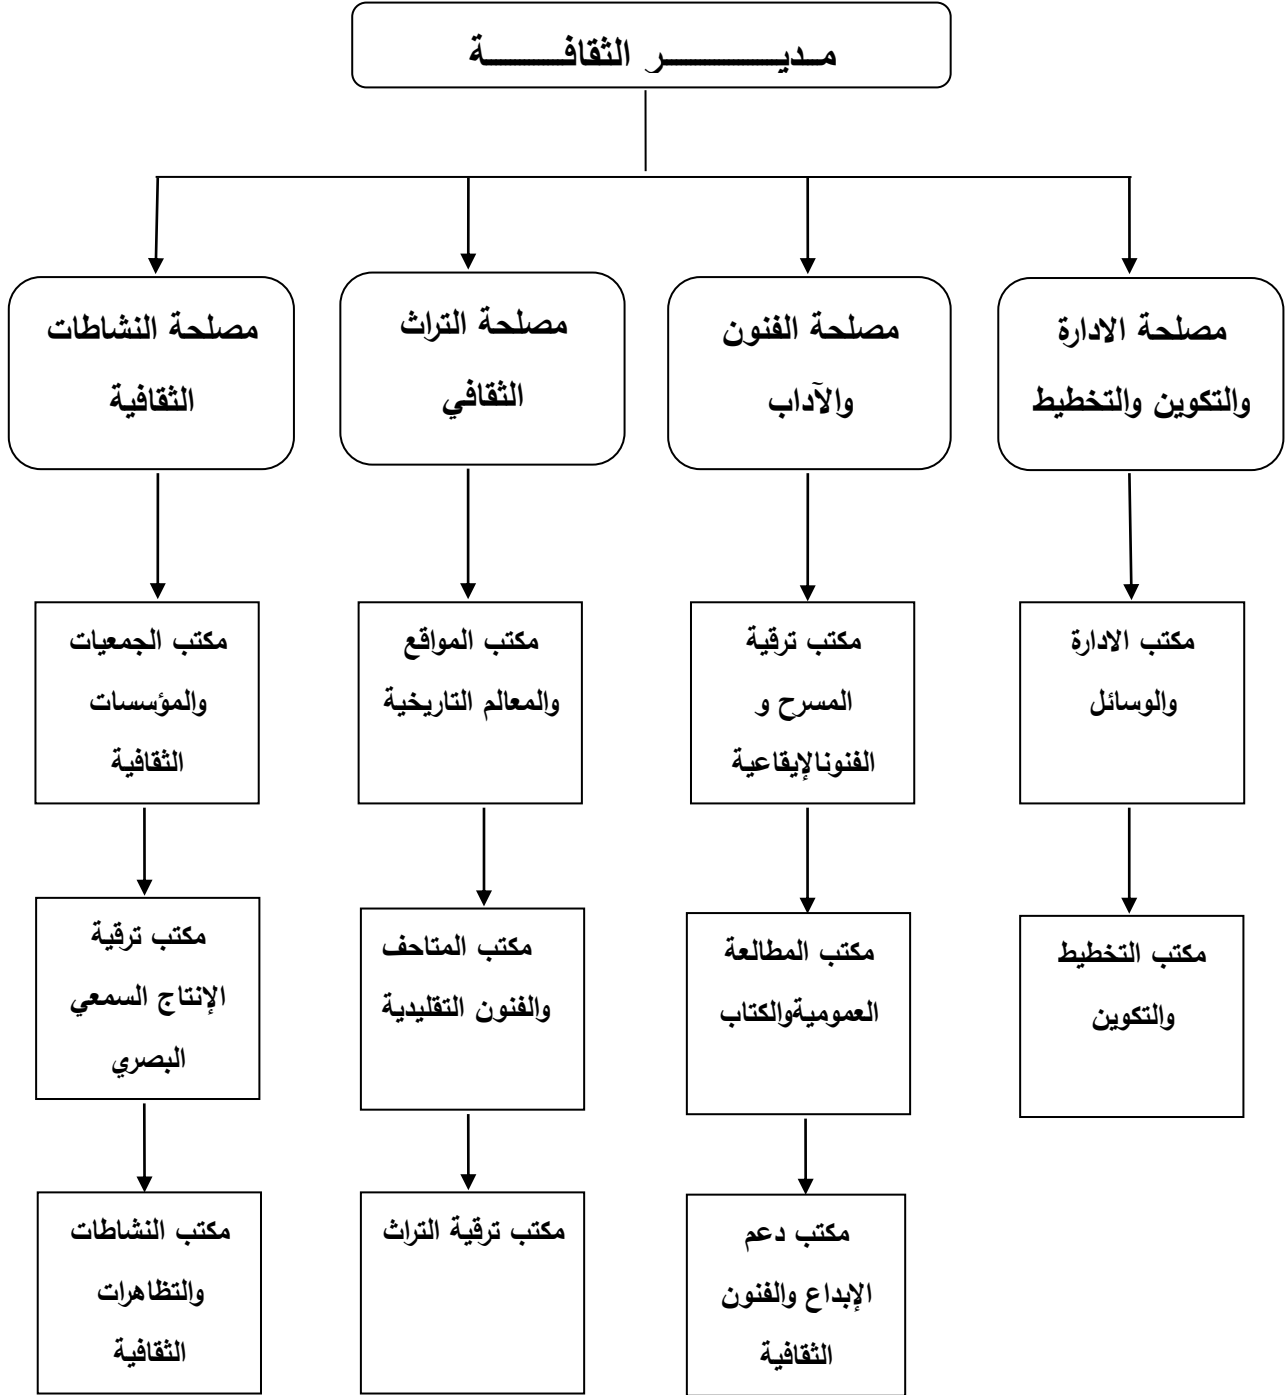 مـديـــــــــــــر الثقافـــــــــة
مصلحة الادارة
والتكوين والتخطيط
مصلحة الفنون
والآداب
مصلحة التراث
الثقافي
مصلحة النشاطات
الثقافية
مكتب الادارة
والوسائل
مكتب ترقية
المسرح و
الفنونالإيقاعية
مكتب المواقع
والمعالم التاريخية
مكتب الجمعيات
والمؤسسات
الثقافية
مكتب التخطيط
والتكوين
مكتب المطالعة
العموميةوالكتاب
مكتب المتاحف
والفنون التقليدية
مكتب ترقية
الإنتاج السمعي
البصري
مكتب دعم
الإبداع والفنون
الثقافية
مكتب ترقية التراث
مكتب النشاطات
والتظاهرات
الثقافية